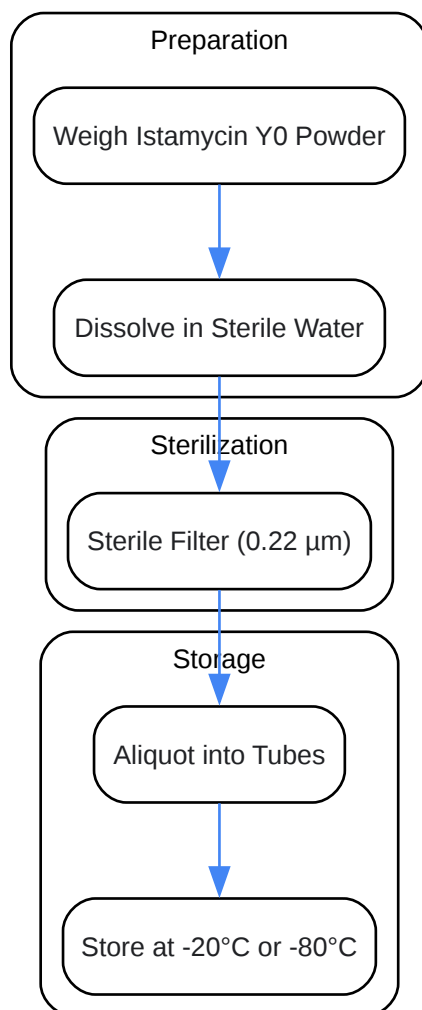 Preparation
Weigh Istamycin Y0 Powder
Dissolve in Sterile Water
Sterilization
Sterile Filter (0.22 µm)
Storage
Aliquot into Tubes
Store at -20°C or -80°C